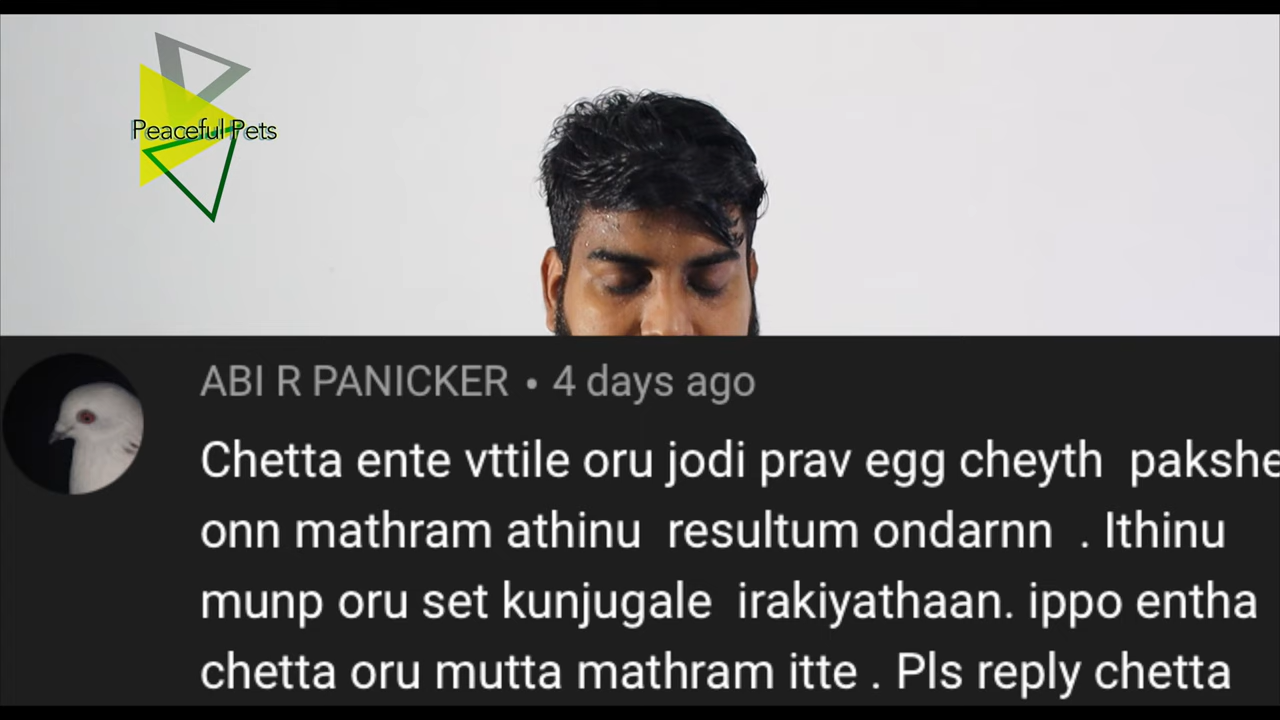 Peaceful Pets
ABI R PANICKER • 4 days ago
Chetta ente vttile oru jodi prav egg cheyth pakshe
onn mathram athinu resultum ondarnn . Ithinu
munp oru set kunjugale irakiyathaan. ippo entha
chetta oru mutta mathram itte . Pls reply chetta